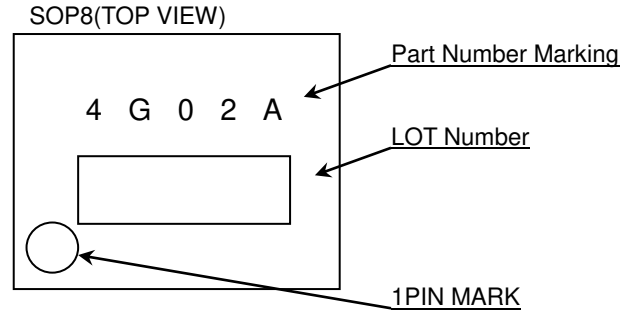 SOP8(TOP VIEW)
Part Number Marking
4 G 0 2 A
LOT Number
1PIN MARK